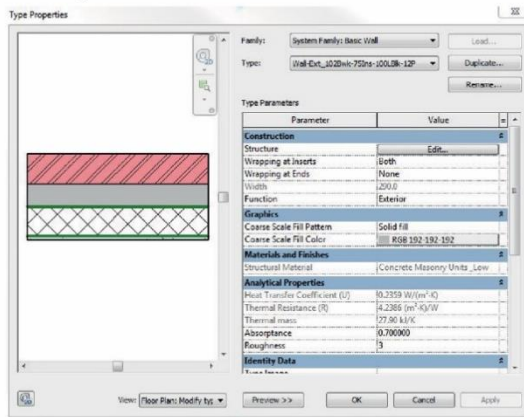 Type Properties
Family: System Family: Basic Wall Load...
Type: Wall-Ext_102Bwk-75Ins-100LBlk-12P Duplicate...
Rename...
Type Parameters
Parameter Value =
Construction
Structure Edit...
Wrapping at Inserts Both
Wrapping at Ends None
Width 290.0
Function Exterior
Graphics
Coarse Scale Fill Pattern Solid fill
Coarse Scale Fill Color RGB 192-192-192
Materials and Finishes
Structural Material Concrete Masonry Units _Low
Analytical Properties
Heat Transfer Coefficient (U) 0.2359 W/(m²·K)
Thermal Resistance (R) 4.2386 (m²·K)/W
Thermal mass 27.90 kJ/K
Absorptance 0.700000
Roughness 3
Identity Data
Type Image
View: Floor Plan: Modify typ Preview >> OK Cancel Apply